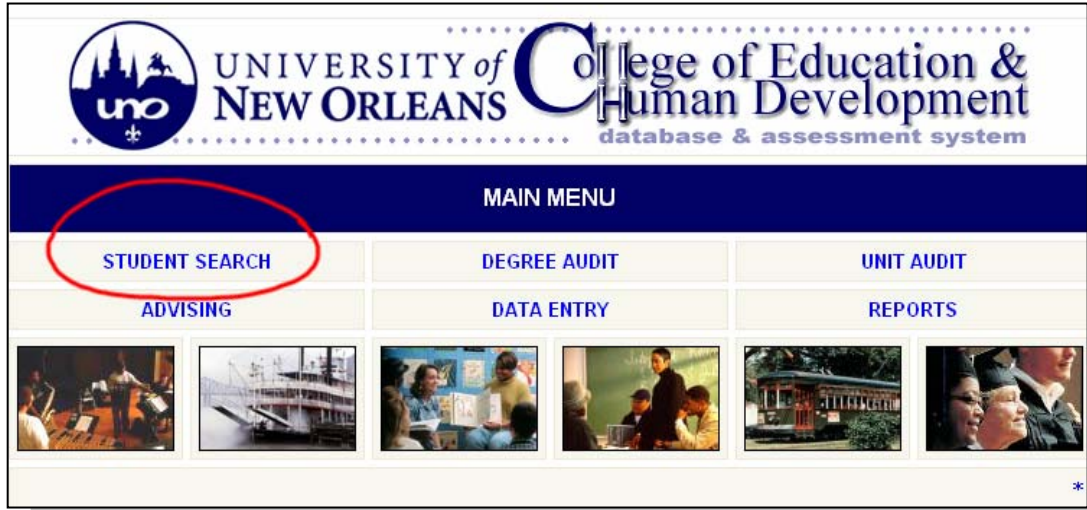 UNIVERSITY of
NEW ORLEANS
uno
College of Education &
Human Development
database & assessment system
MAIN MENU
STUDENT SEARCH DEGREE AUDIT UNIT AUDIT
ADVISING DATA ENTRY REPORTS
*